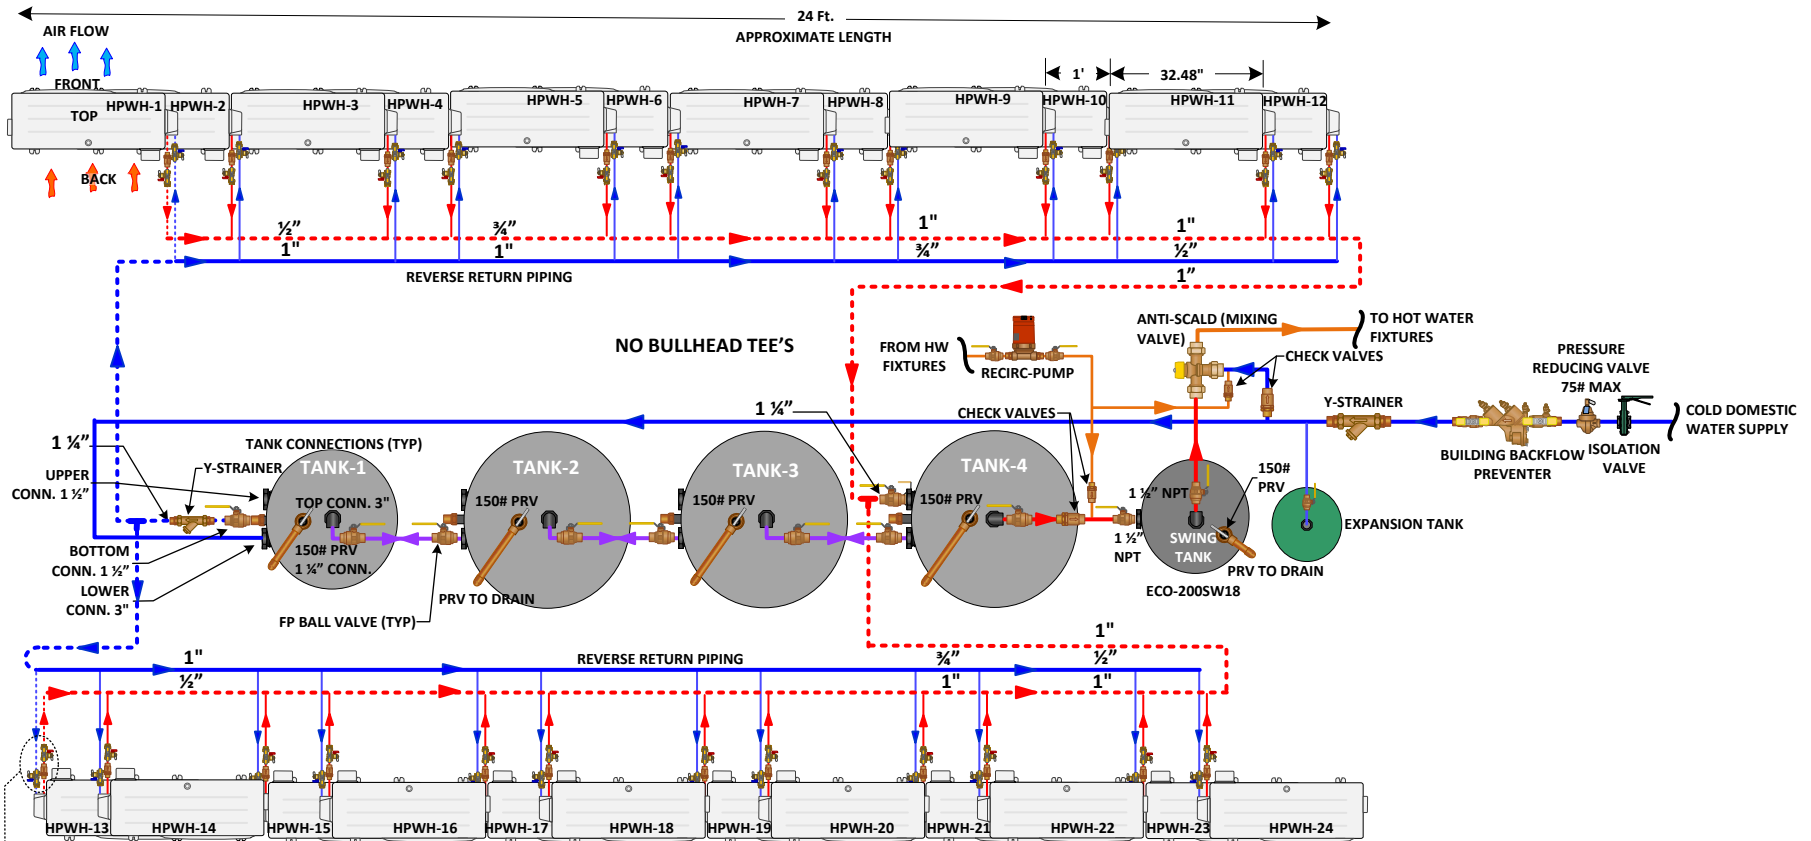 24 Ft.
APPROXIMATE LENGTH
AIR FLOW
FRONT
TOP
BACK
1'
32.48"
HPWH-1
HPWH-2
HPWH-3
HPWH-4
HPWH-5
HPWH-6
HPWH-7
HPWH-8
HPWH-9
HPWH-10
HPWH-11
HPWH-12
½”
¾”
1"
1"
1"
1"
¾”
½”
REVERSE RETURN PIPING
1”
NO BULLHEAD TEE'S
FROM HW
FIXTURES
RECIRC-PUMP
ANTI-SCALD (MIXING
VALVE)
TO HOT WATER
FIXTURES
CHECK VALVES
PRESSURE
REDUCING VALVE
75# MAX
Y-STRAINER
COLD DOMESTIC
WATER SUPPLY
BUILDING BACKFLOW
PREVENTER
ISOLATION
VALVE
1 ¼”
CHECK VALVES
1 ¼”
TANK CONNECTIONS (TYP)
Y-STRAINER
UPPER
CONN. 1 ½”
TANK-1
TOP CONN. 3"
150# PRV
1 ¼” CONN.
BOTTOM
CONN. 1 ½”
LOWER
CONN. 3"
TANK-2
150# PRV
PRV TO DRAIN
FP BALL VALVE (TYP)
TANK-3
150# PRV
TANK-4
150# PRV
1 ½” NPT
1 ½”
NPT
150#
PRV
SWING
TANK
PRV TO DRAIN
ECO-200SW18
EXPANSION TANK
1"
1"
REVERSE RETURN PIPING
¾”
½”
½”
1"
1"
HPWH-13
HPWH-14
HPWH-15
HPWH-16
HPWH-17
HPWH-18
HPWH-19
HPWH-20
HPWH-21
HPWH-22
HPWH-23
HPWH-24